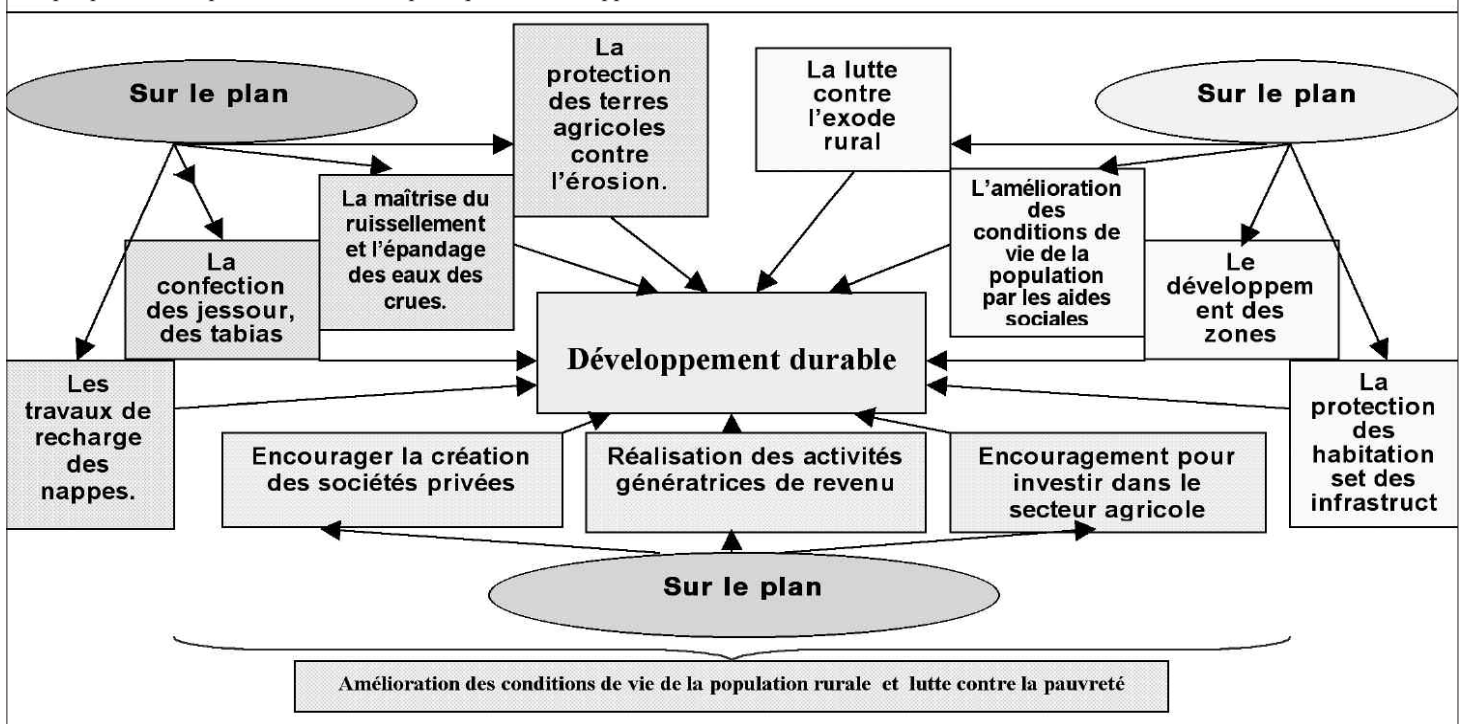 Sur le plan
La
protection
des terres
agricoles
contre
l'érosion.
La lutte
contre
l'exode
rural
Sur le plan
La maîtrise du
ruissellement
et l'épandage
des eaux des
crues.
L'amélioration
des
conditions de
vie de la
population
par les aides
sociales
La
confection
des jessour,
des tabias
Le
développem
ent des
zones
Développement durable
Les
travaux de
recharge
des
nappes.
La
protection
des
habitation
set des
infrastruct
Encourager la création
des sociétés privées
Réalisation des activités
génératrices de revenu
Encouragement pour
investir dans le
secteur agricole
Sur le plan
Amélioration des conditions de vie de la population rurale et lutte contre la pauvreté